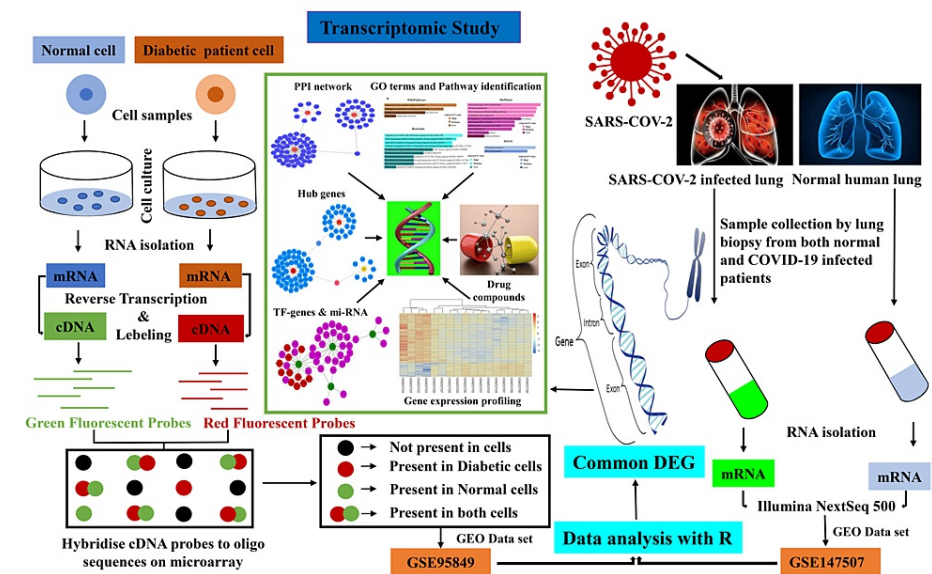 Transcriptomic Study
Normal cell
Diabetic patient cell
Cell samples
Cell culture
RNA isolation
mRNA
mRNA
Reverse Transcription
&
Labeling
cDNA
cDNA
Green Fluorescent Probes
Red Fluorescent Probes
Hybridise cDNA probes to oligo
sequences on microarray
Not present in cells
Present in Diabetic cells
Present in Normal cells
Present in both cells
GEO Data set
GSE95849
PPI network
GO terms and Pathway identification
Hub genes
Drug
compounds
TF-genes & mi-RNA
Gene expression profiling
SARS-COV-2
SARS-COV-2 infected lung
Normal human lung
Sample collection by lung
biopsy from both normal
and COVID-19 infected
patients
Exon
Intron
Gene
Exon
RNA isolation
mRNA
mRNA
Illumina NextSeq 500
GEO Data set
GSE147507
Common DEG
Data analysis with R